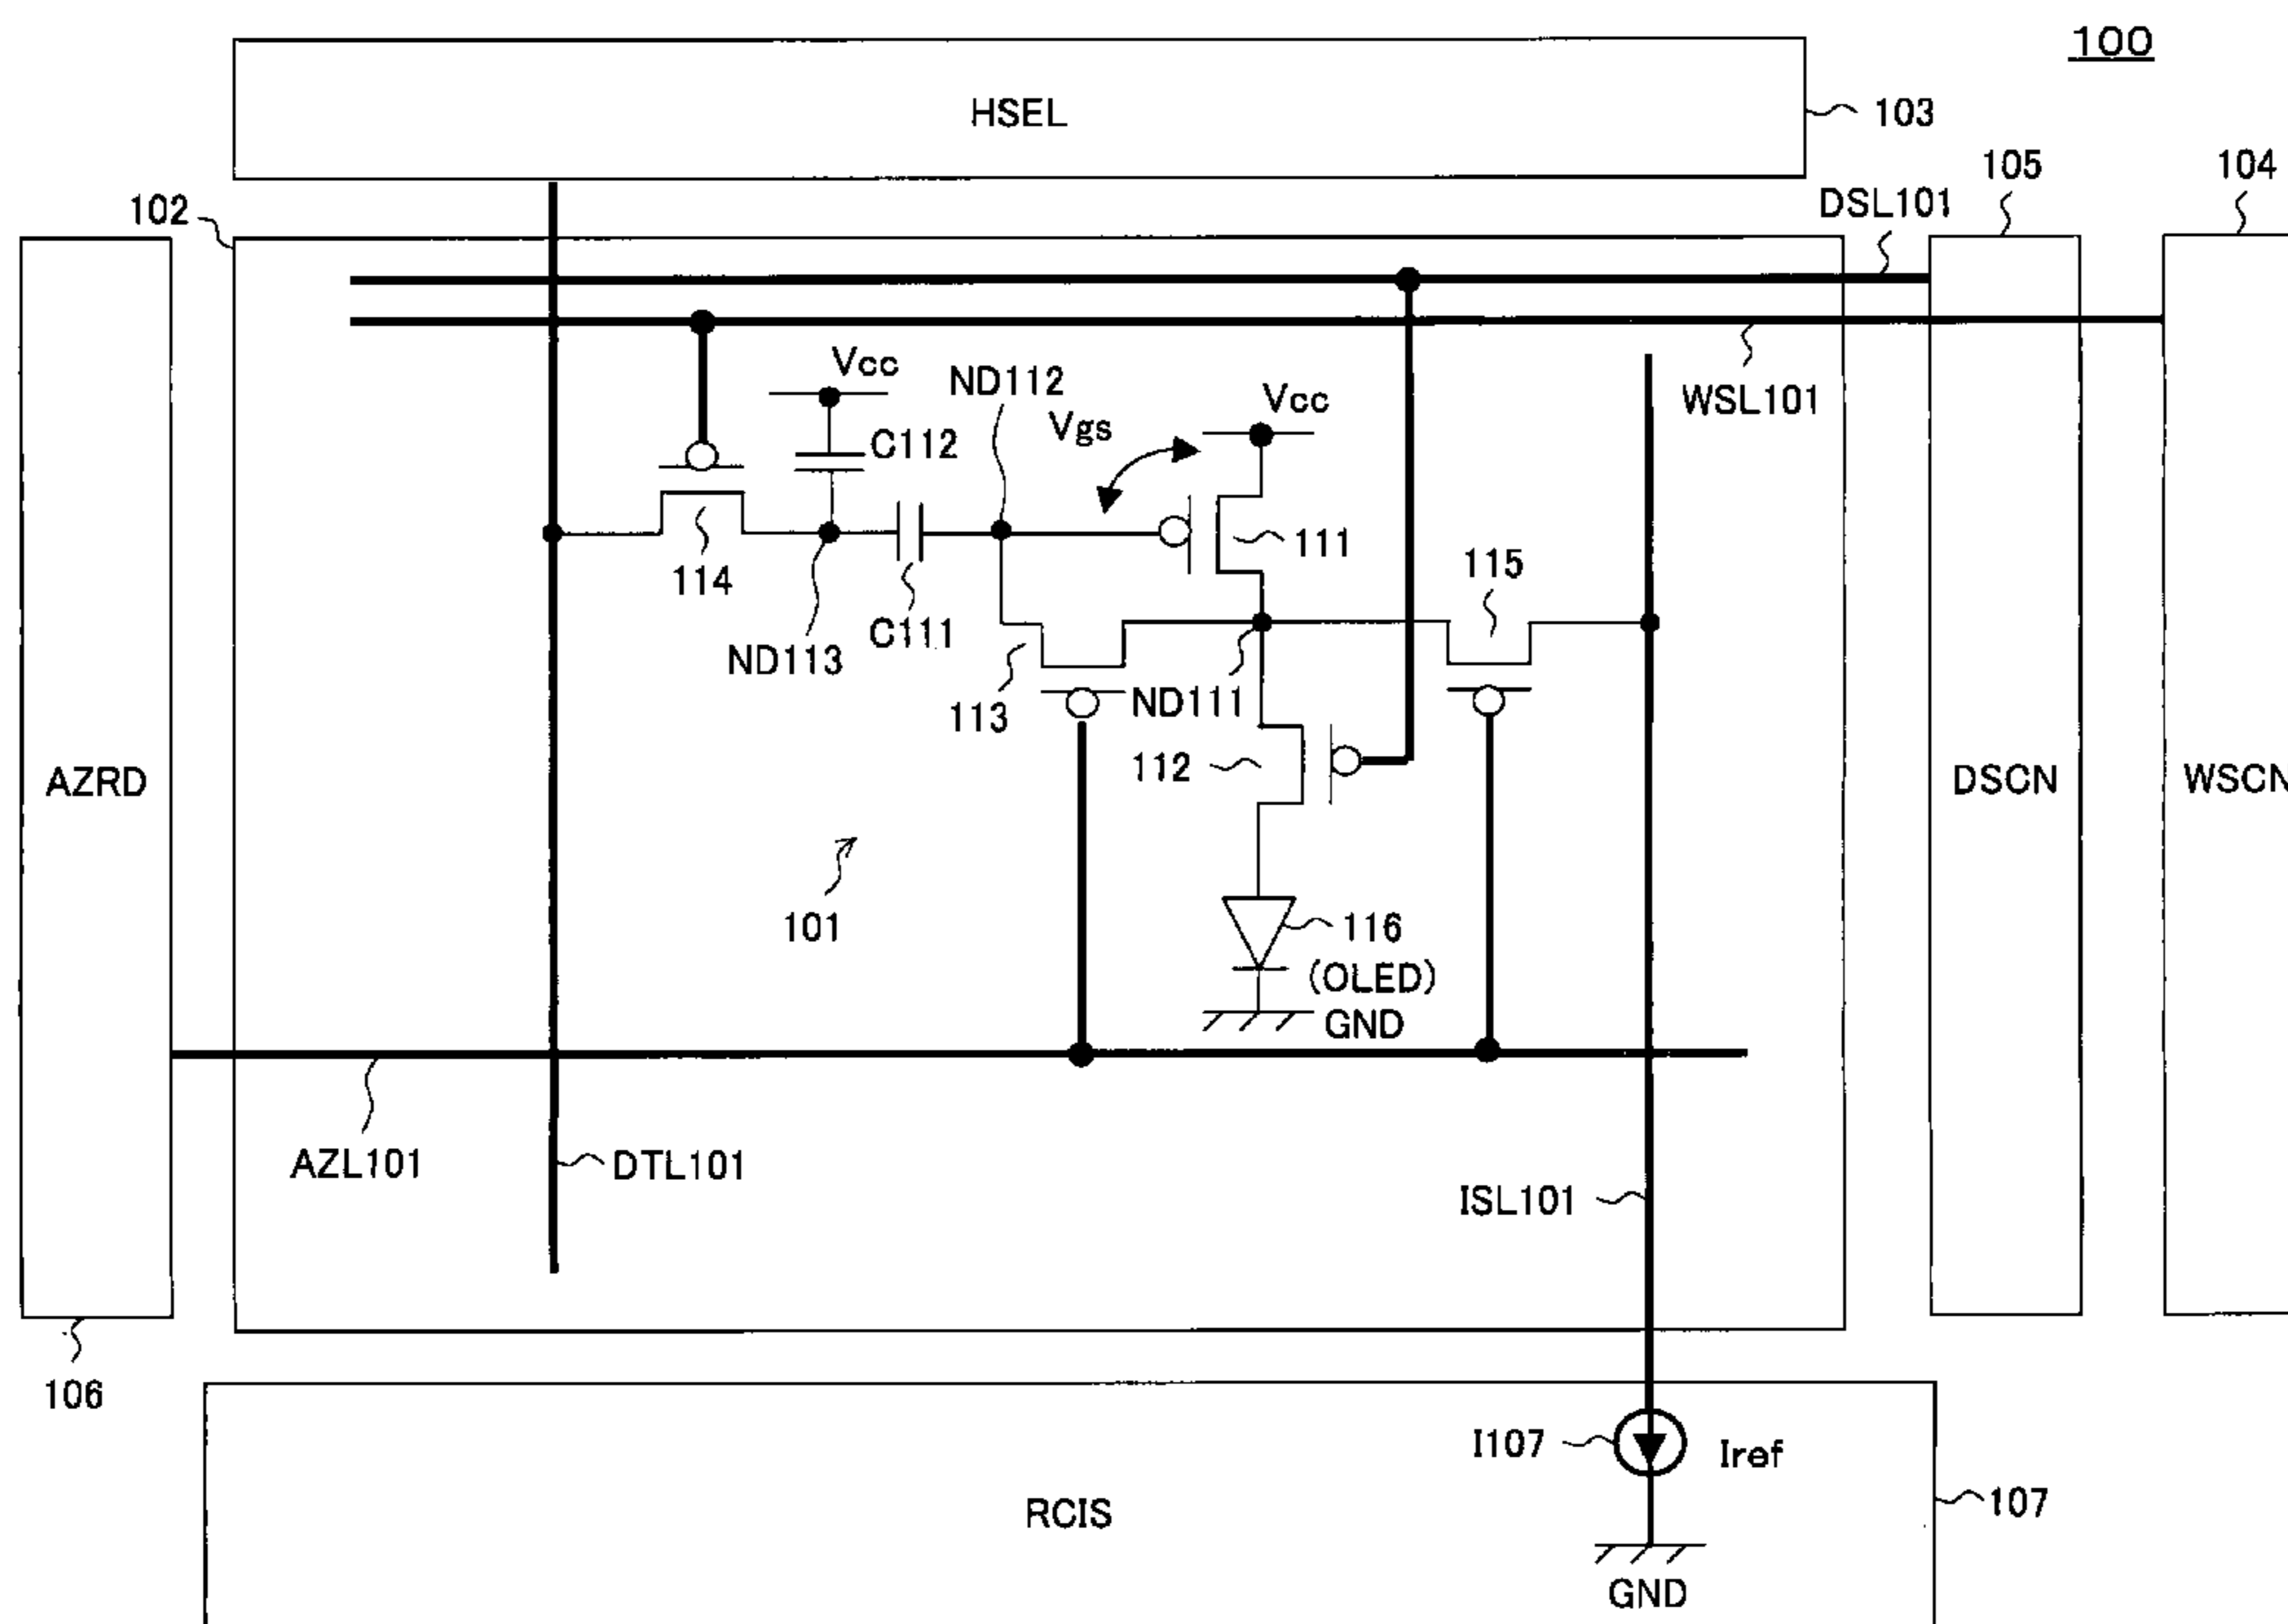 100
HSEL
103
105
104
102
DSL101
Vcc
ND112
Vgs
Vcc
WSL101
C112
111
115
114
C111
ND113
113
ND111
112
AZRD
DSCN
WSCN
101
116
(OLED)
GND
AZL101
DTL101
ISL101
106
I107
Iref
107
RCIS
GND